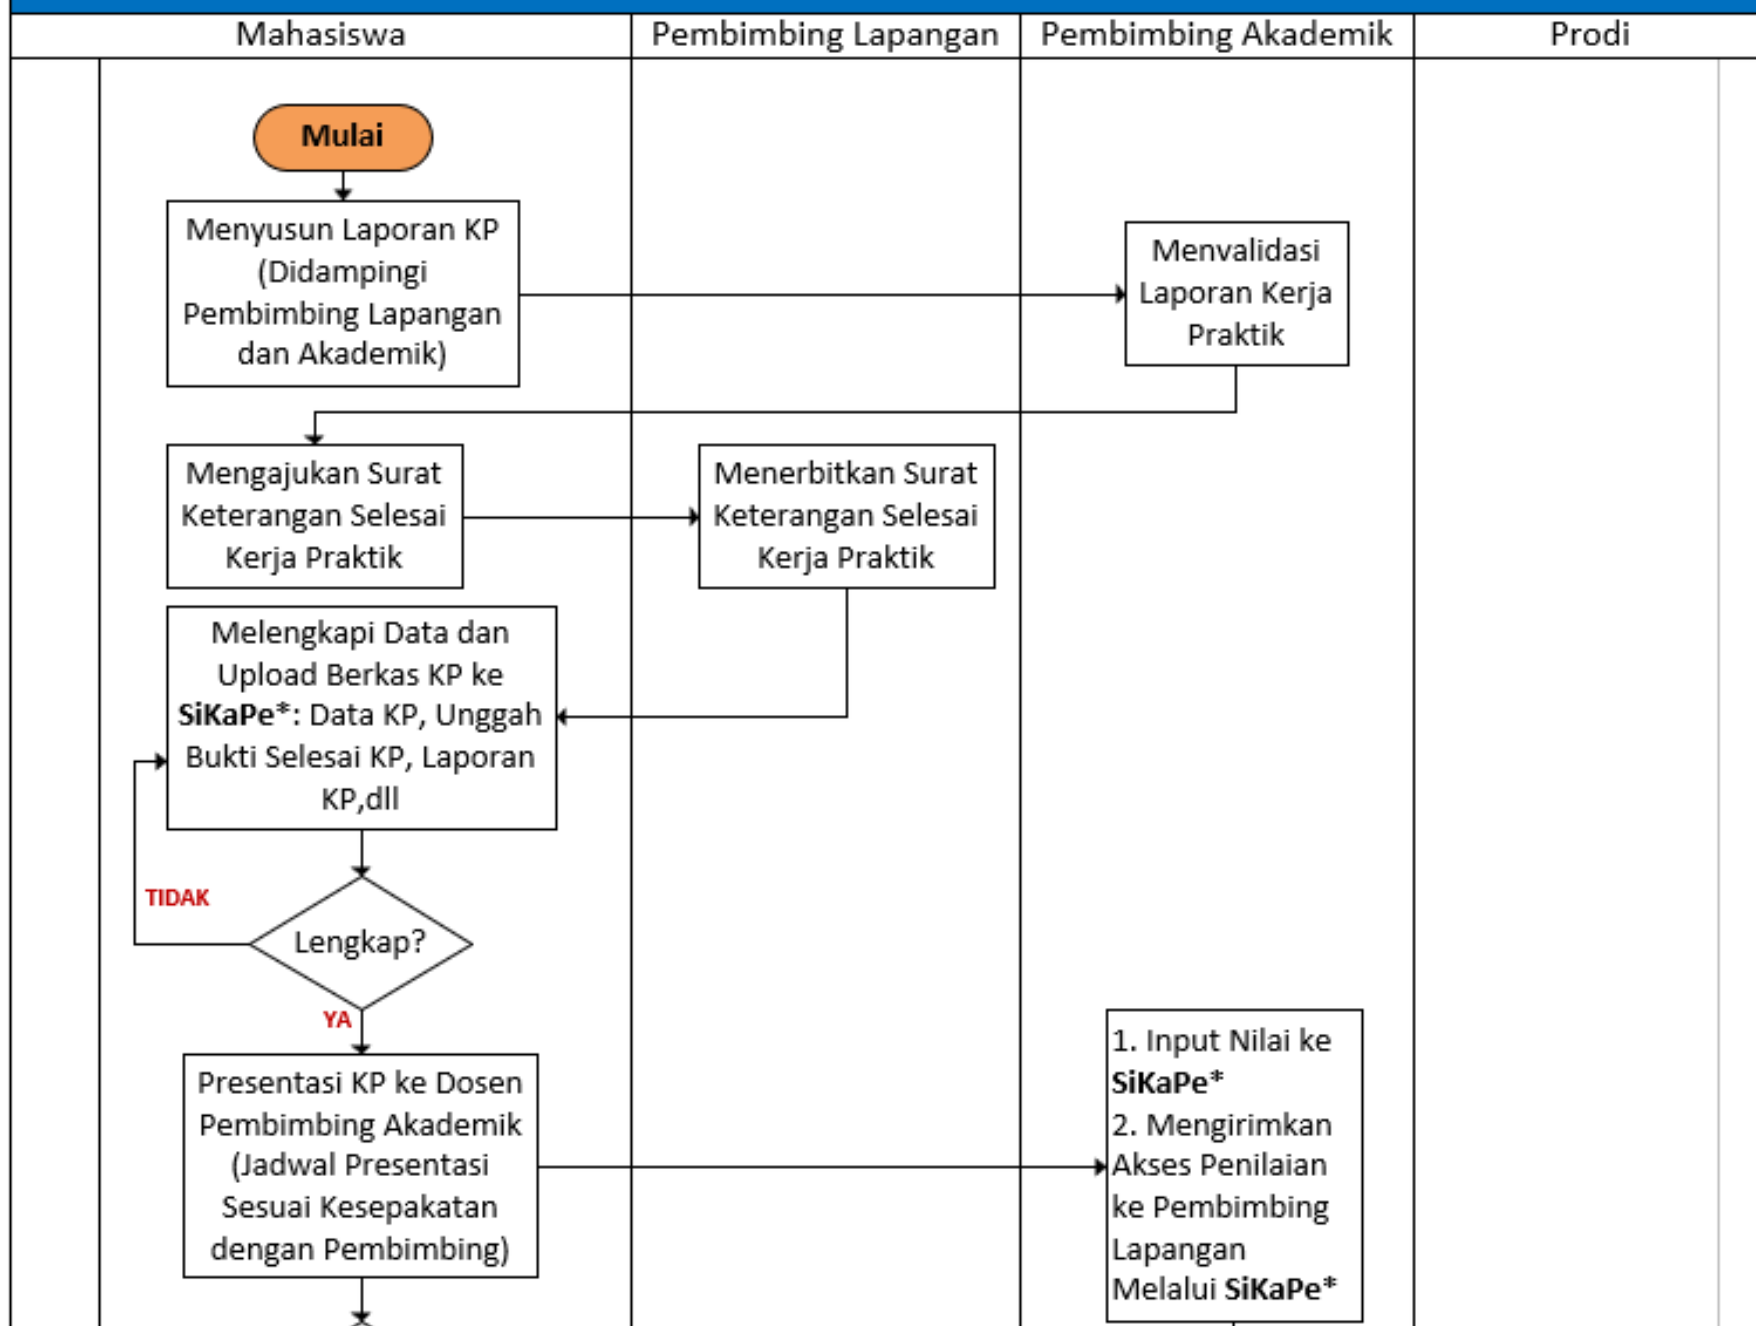 Mahasiswa
Pembimbing Lapangan
Pembimbing Akademik
Prodi
Mulai
Menyusun Laporan KP
(Didampingi
Pembimbing Lapangan
dan Akademik)
Menvalidasi
Laporan Kerja
Praktik
Mengajukan Surat
Keterangan Selesai
Kerja Praktik
Menerbitkan Surat
Keterangan Selesai
Kerja Praktik
Melengkapi Data dan
Upload Berkas KP ke
SiKaPe*: Data KP, Unggah
Bukti Selesai KP, Laporan
KP,dll
TIDAK
Lengkap?
YA
Presentasi KP ke Dosen
Pembimbing Akademik
(Jadwal Presentasi
Sesuai Kesepakatan
dengan Pembimbing)
1. Input Nilai ke
SiKaPe*
2. Mengirimkan
Akses Penilaian
ke Pembimbing
Lapangan
Melalui SiKaPe*